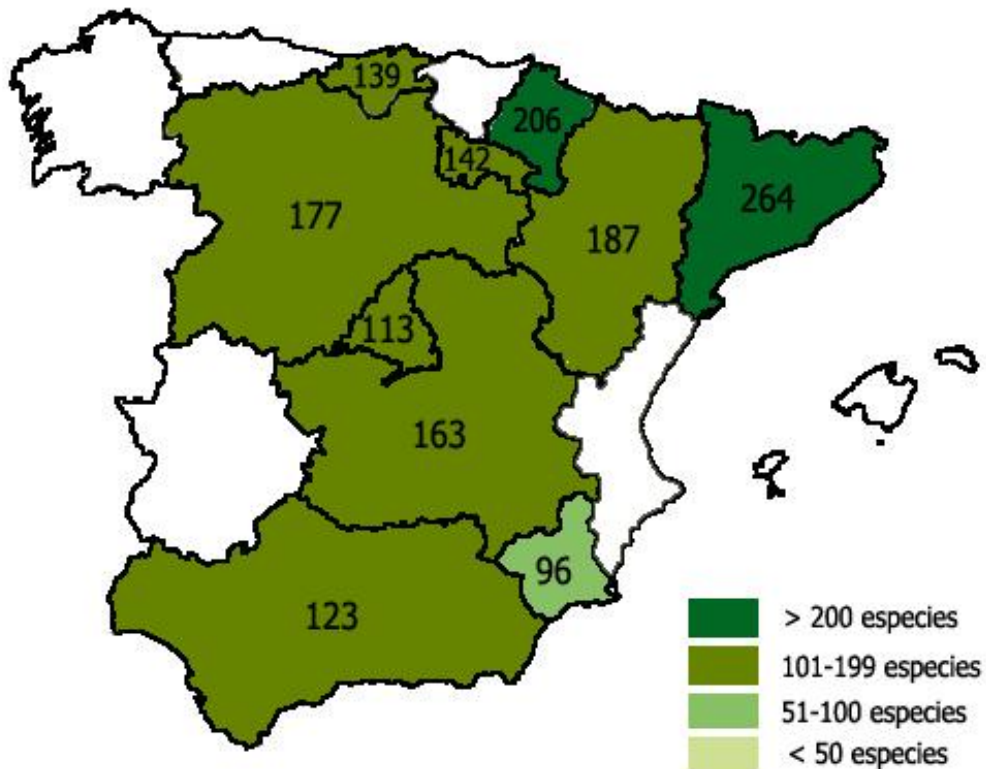 139
206
142
264
177
187
113
163
96
123
> 200 especies
101-199 especies
51-100 especies
< 50 especies